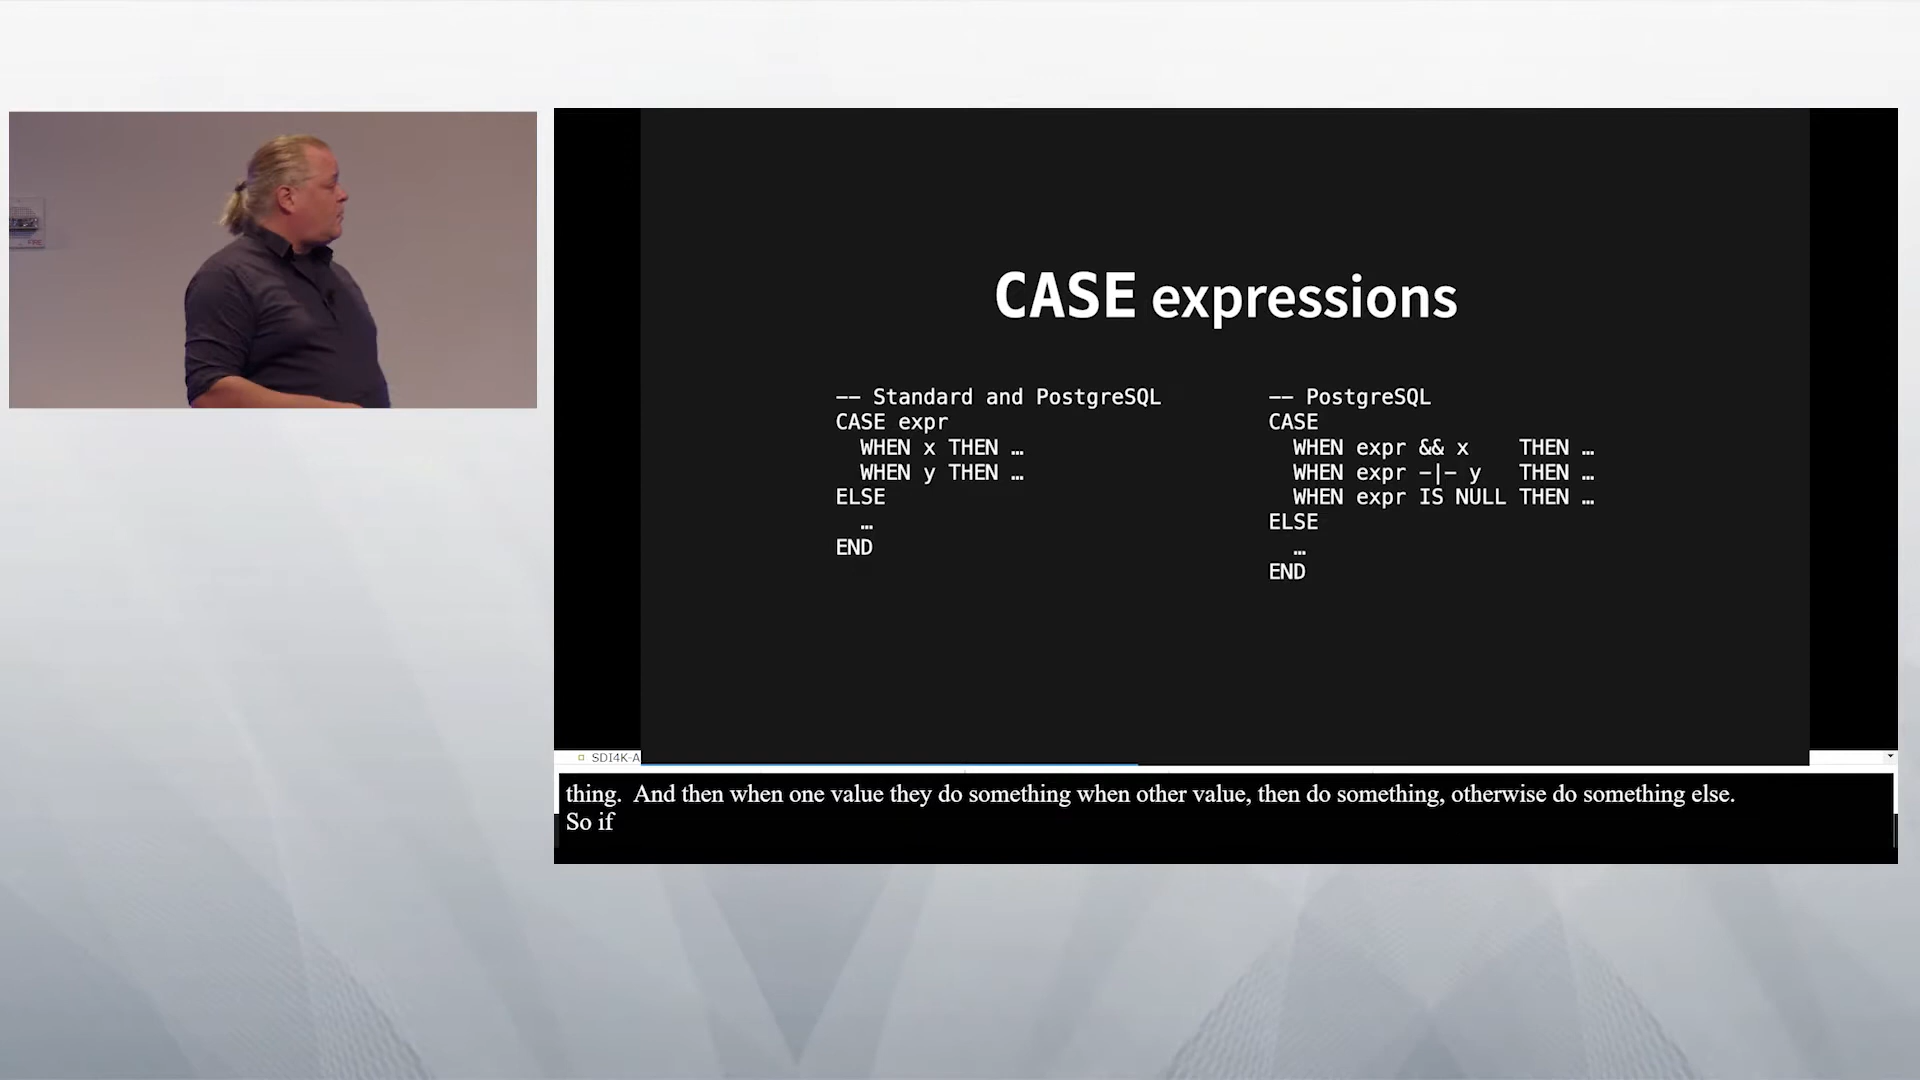 CASE expressions
-- Standard and PostgreSQL
CASE expr
  WHEN x THEN …
  WHEN y THEN …
ELSE
  …
END
-- PostgreSQL
CASE
  WHEN expr && x    THEN …
  WHEN expr -|- y   THEN …
  WHEN expr IS NULL THEN …
ELSE
  …
END
SDI4K-A
thing.  And then when one value they do something when other value, then do something, otherwise do something else.
So if